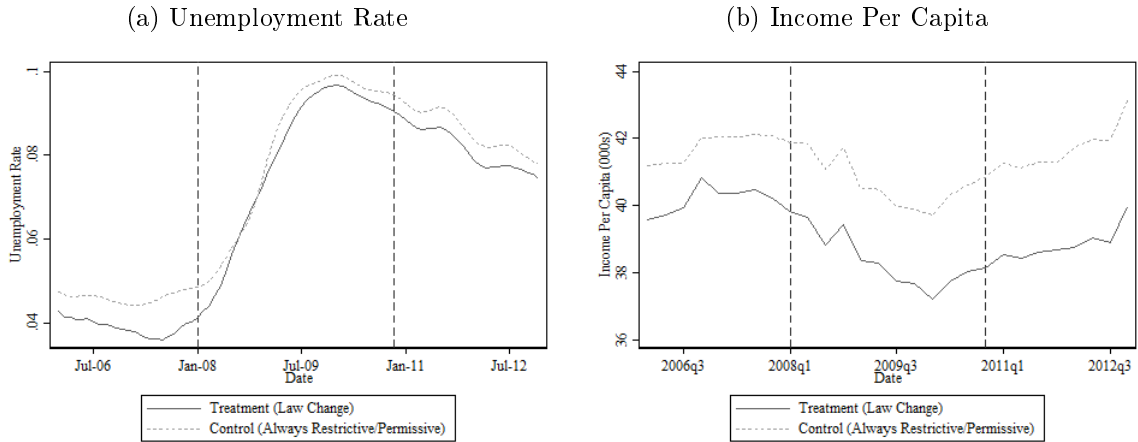 (a) Unemployment Rate
Unemployment Rate
.1
.08
.06
.04
Jul-06
Jan-08
Jul-09
Jan-11
Jul-12
Date
Treatment (Law Change)
Control (Always Restrictive/Permissive)
(b) Income Per Capita
Income Per Capita (000s)
44
42
40
38
36
2006q3
2008q1
2009q3
2011q1
2012q3
Date
Treatment (Law Change)
Control (Always Restrictive/Permissive)